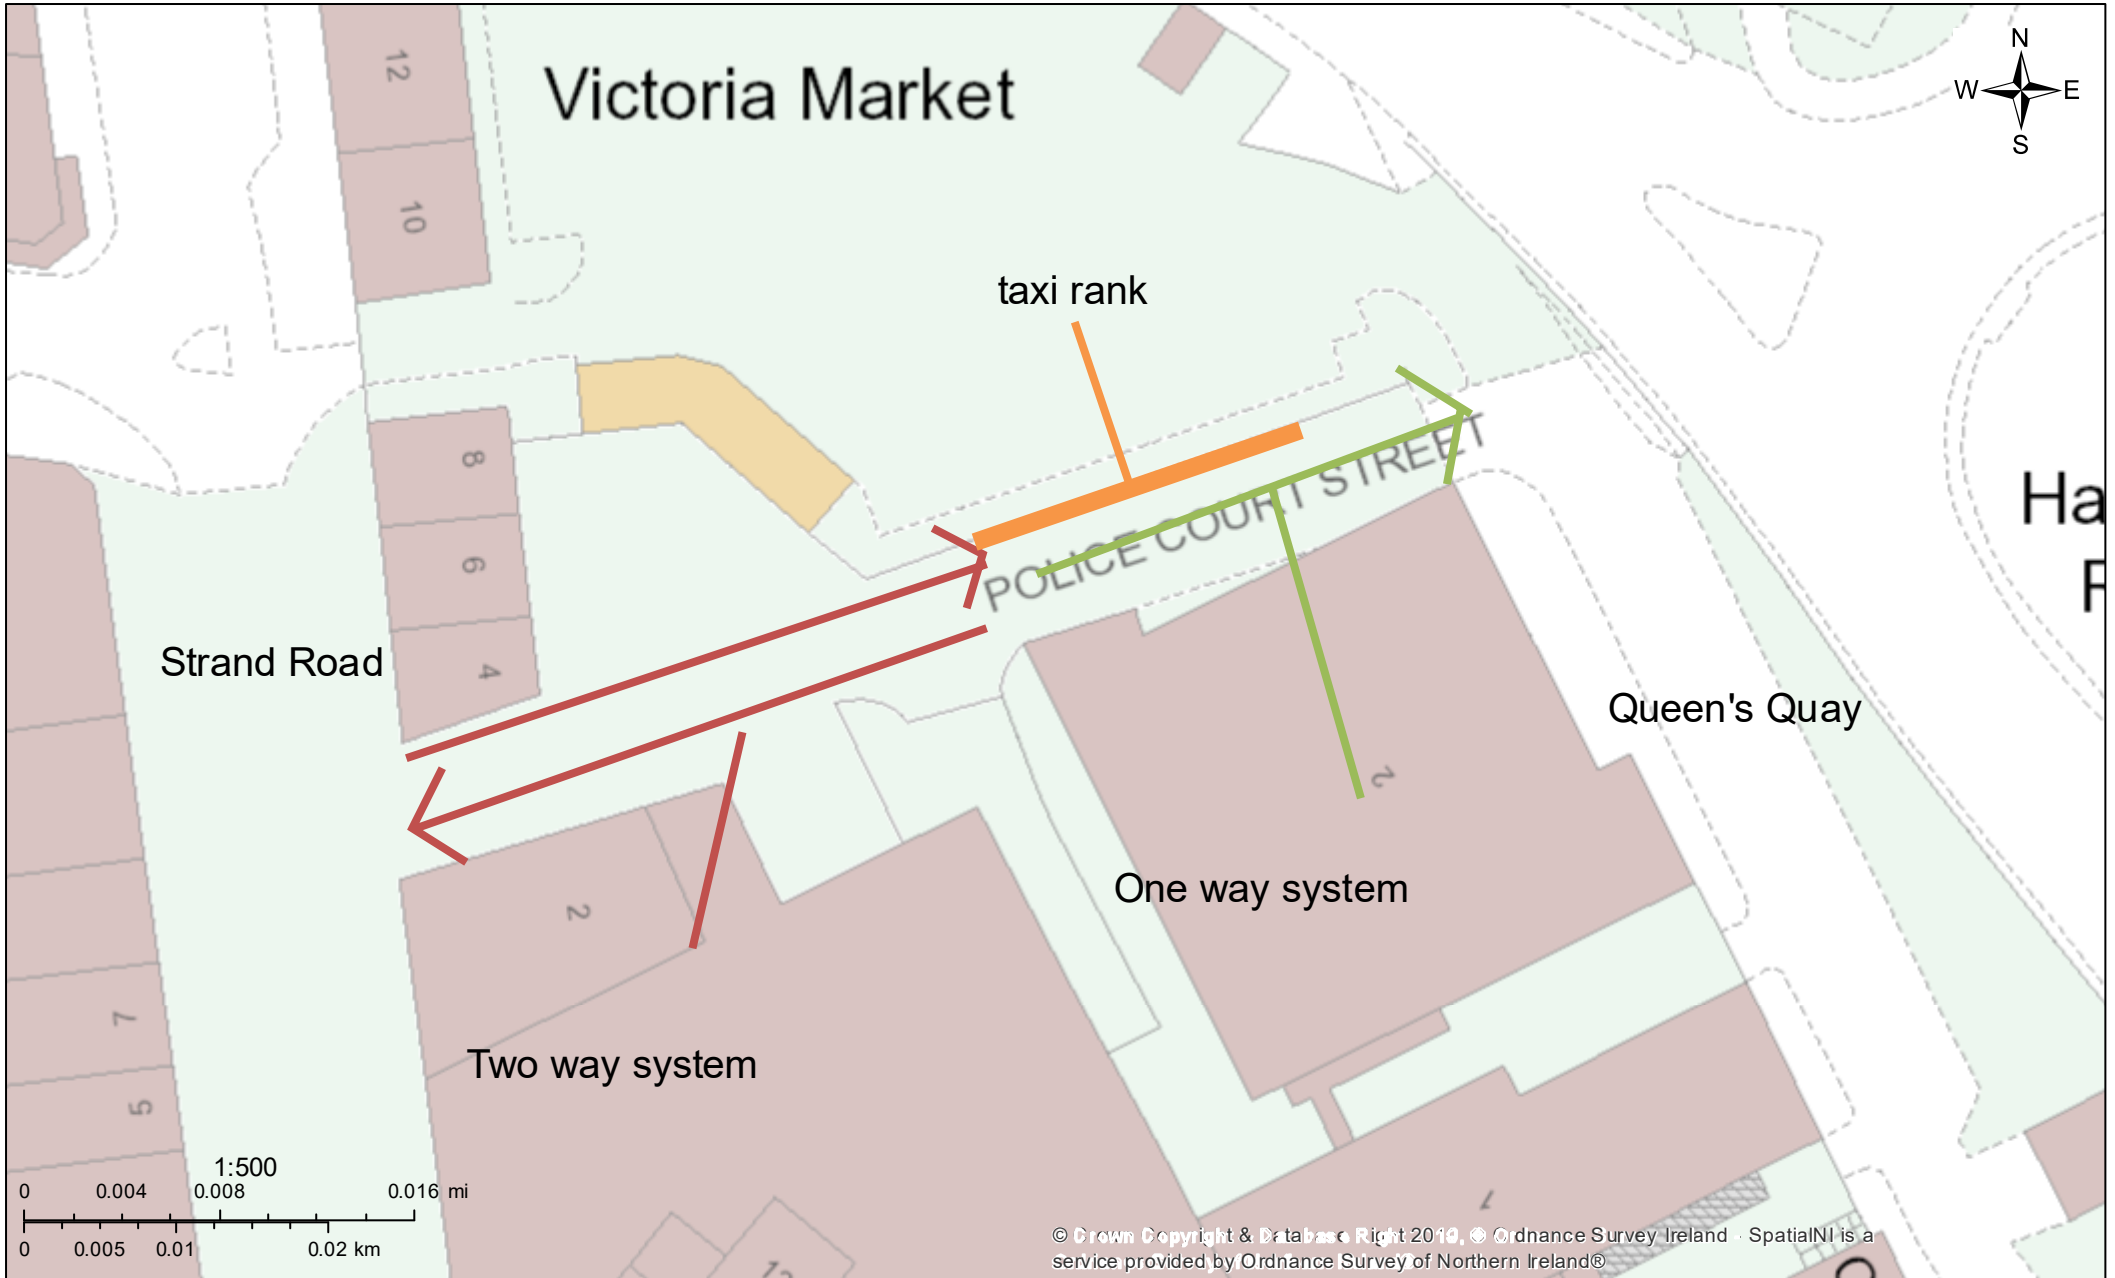 N
W E
S
12
Victoria Market
10
taxi rank
8
POLICE COURT STREET
6
Ha
Strand Road
4
Queen's Quay
2
One way system
2
7
Two way system
5
1:500
0 0.004 0.008 0.016 mi
0 0.005 0.01 0.02 km
1
12
© Crown Copyright & Database Right 2019, © Ordnance Survey Ireland · SpatialNI is a
service provided by Ordnance Survey of Northern Ireland®